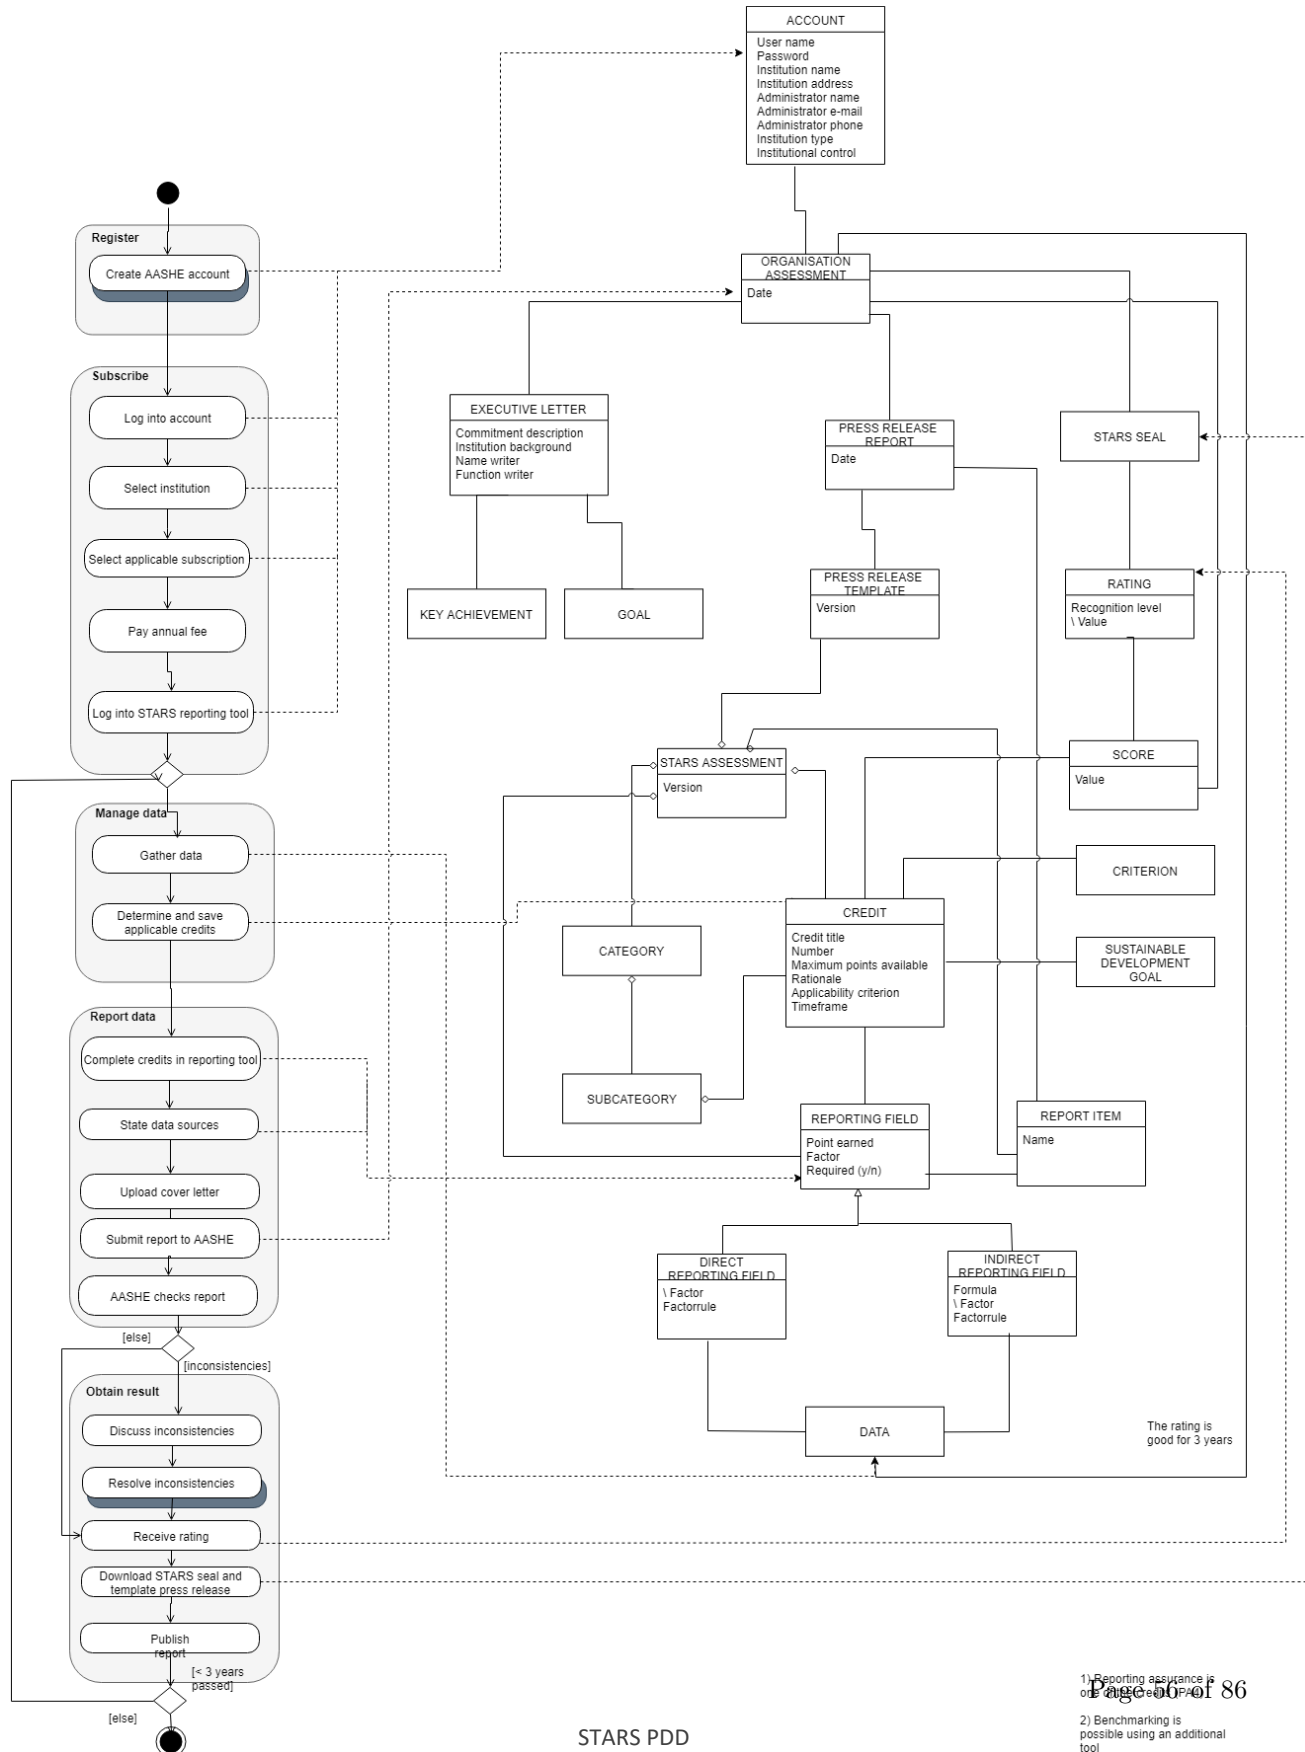 ACCOUNT
User name
Password
Institution name
Institution address
Administrator name
Administrator e-mail
Administrator phone
Institution type
Institutional control
Register
Create AASHE account
ORGANISATION
ASSESSMENT
Date
Subscribe
Log into account
Select institution
Select applicable subscription
Pay annual fee
Log into STARS reporting tool
EXECUTIVE LETTER
Commitment description
Institution background
Name writer
Function writer
PRESS RELEASE
REPORT
Date
STARS SEAL
KEY ACHIEVEMENT
GOAL
PRESS RELEASE
TEMPLATE
Version
RATING
Recognition level
\ Value
STARS ASSESSMENT
Version
SCORE
Value
Manage data
Gather data
Determine and save
applicable credits
CRITERION
CREDIT
Credit title
Number
Maximum points available
Rationale
Applicability criterion
Timeframe
CATEGORY
SUSTAINABLE
DEVELOPMENT
GOAL
Report data
Complete credits in reporting tool
State data sources
Upload cover letter
Submit report to AASHE
AASHE checks report
SUBCATEGORY
REPORTING FIELD
Point earned
Factor
Required (y/n)
REPORT ITEM
Name
DIRECT
REPORTING FIELD
\ Factor
Factorrule
INDIRECT
REPORTING FIELD
Formula
\ Factor
Factorrule
[else]
[inconsistencies]
Obtain result
Discuss inconsistencies
Resolve inconsistencies
Receive rating
Download STARS seal and
template press release
Publish
report
DATA
The rating is
good for 3 years
[< 3 years
passed]
[else]
1) Reporting assurance is
one of the credits
Page 56 of 86
2) Benchmarking is
possible using an additional
tool
STARS PDD